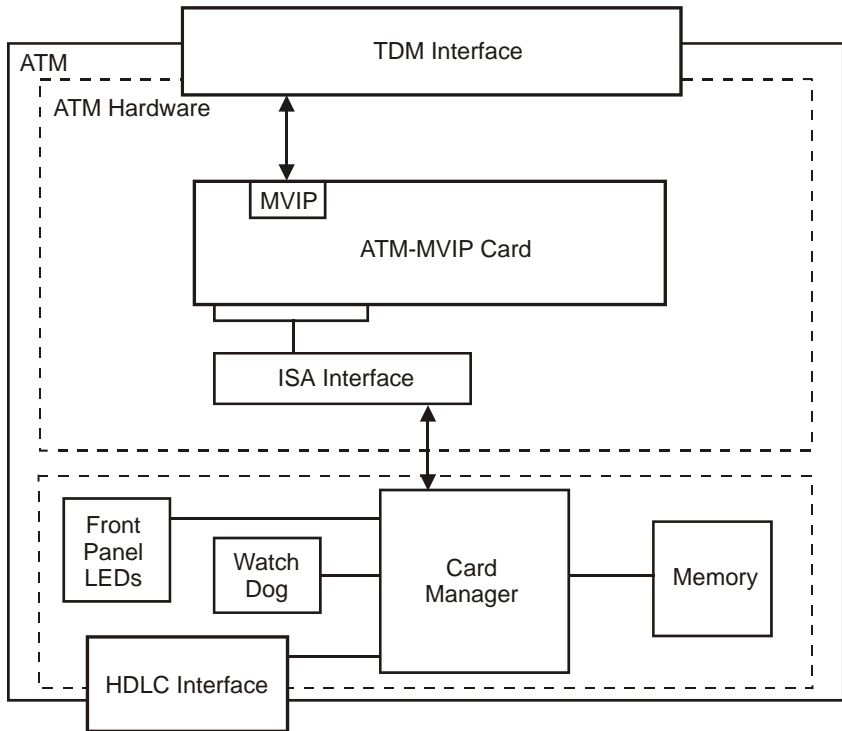 TDM Interface
ATM
ATM Hardware
MVIP
ATM-MVIP Card
ISA Interface
Front
Panel
LEDs
Watch
Dog
Card
Manager
Memory
HDLC Interface